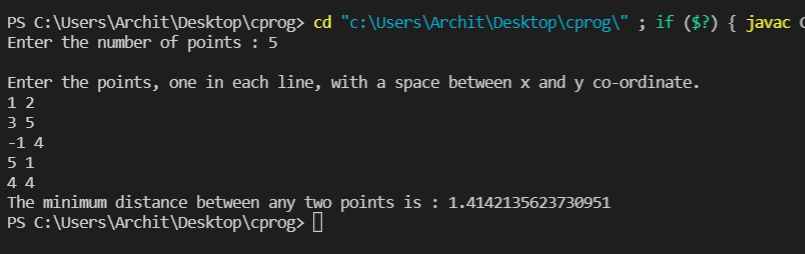 PS C:\Users\Archit\Desktop\cprog> cd "c:\Users\Archit\Desktop\cprog\" ; if ($?) { javac
Enter the number of points : 5
Enter the points, one in each line, with a space between x and y co-ordinate.
1 2
3 5
-1 4
5 1
4 4
The minimum distance between any two points is : 1.4142135623730951
PS C:\Users\Archit\Desktop\cprog>